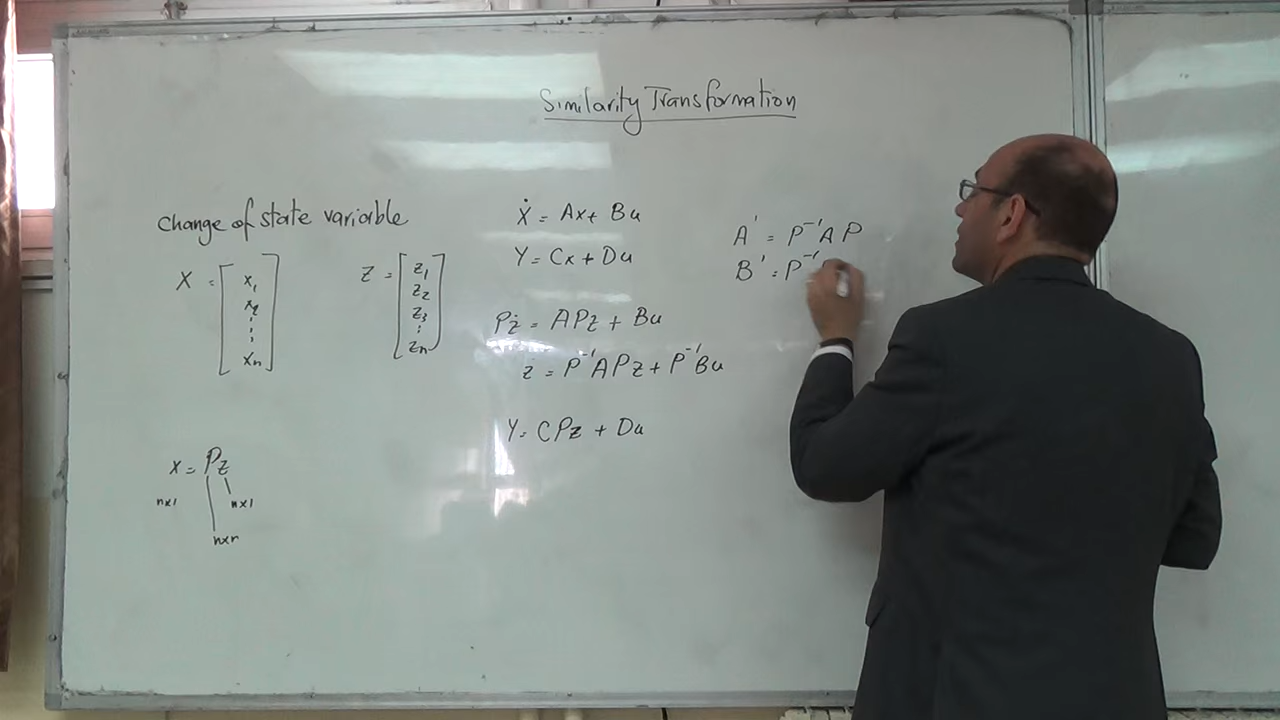 Similarity Transformation
Change of state variable
X = [x₁ x₂ ⋮ xₙ]
Z = [z₁ z₂ z₃ ⋮ zₙ]
x = Pz
nx1 nx1
nxn
Ẋ = Ax + Bu
Y = Cx + Du
Pż = APz + Bu
ż = P⁻¹APz + P⁻¹Bu
Y = CPz + Du
A' = P⁻¹AP
B' = P⁻¹